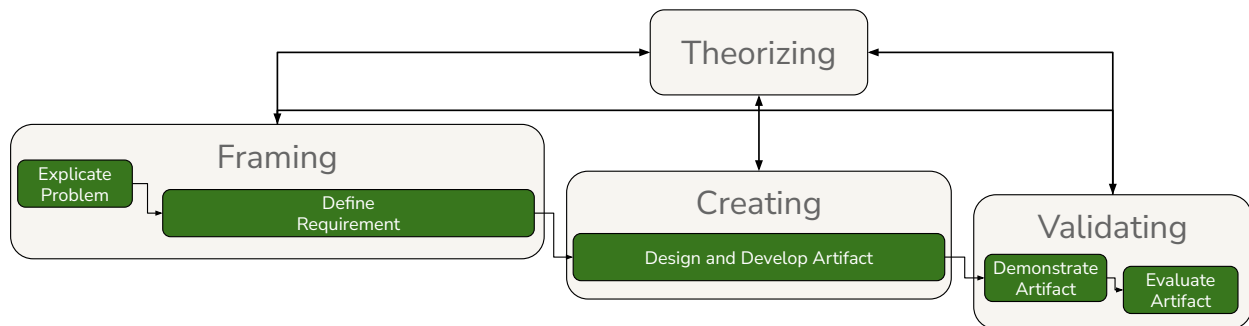 Theorizing
Framing
Explicate
Problem
Define
Requirement
Creating
Design and Develop Artifact
Validating
Demonstrate
Artifact
Evaluate
Artifact